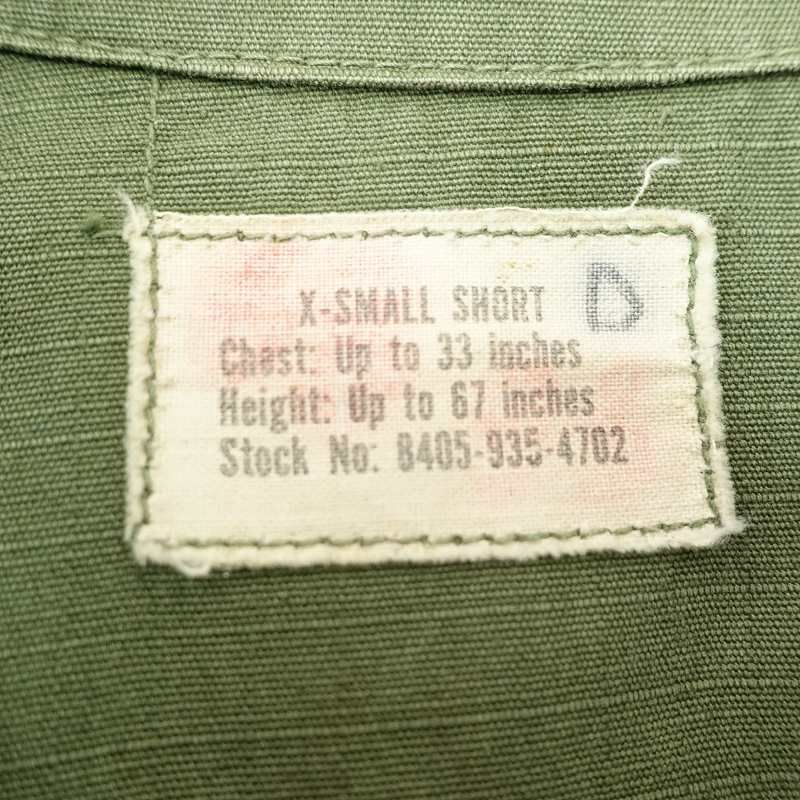 X-SMALL SHORT D
Chest: Up to 33 inches
Height: Up to 67 inches
Stock No: 8405-935-4702